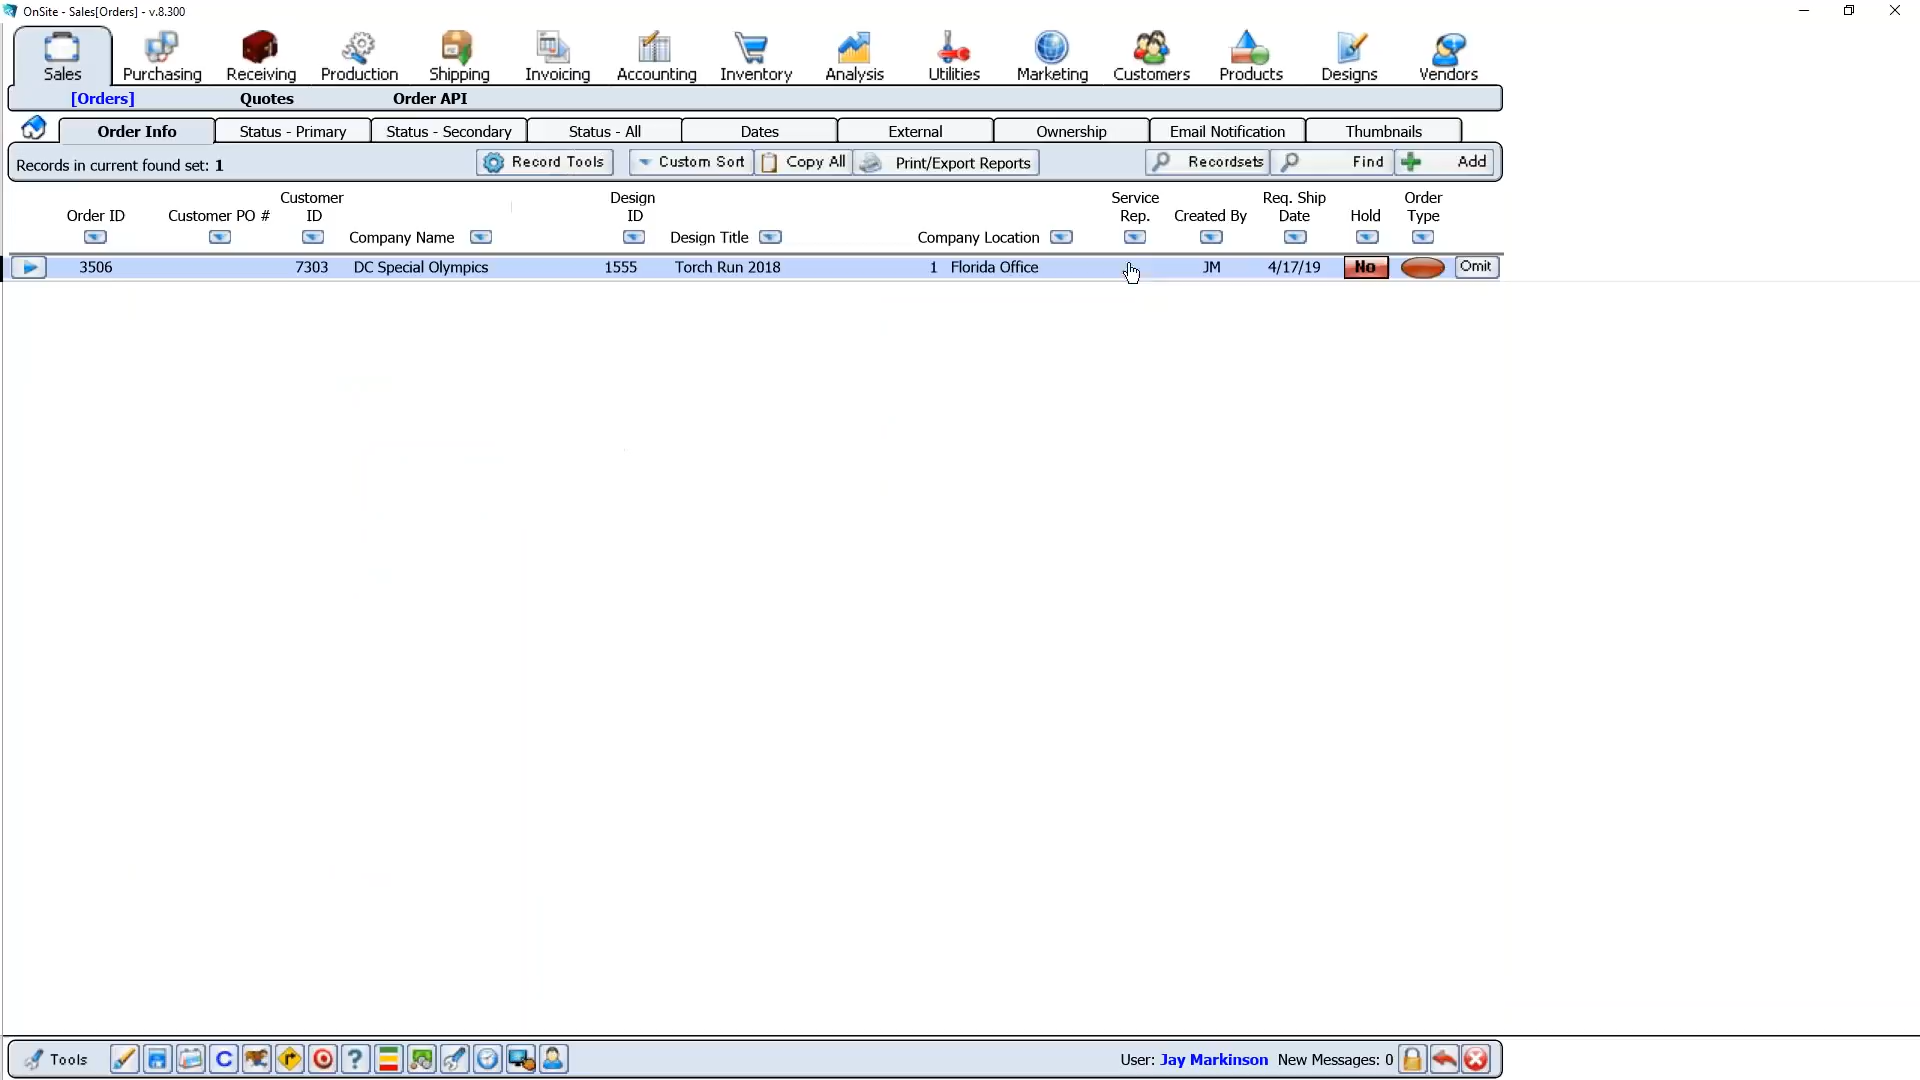 OnSite - Sales[Orders] - v.8.300
Sales Purchasing Receiving Production Shipping Invoicing Accounting Inventory Analysis Utilities Marketing Customers Products Designs Vendors
[Orders] Quotes Order API
Order Info Status - Primary Status - Secondary Status - All Dates External Ownership Email Notification Thumbnails
Records in current found set: 1 Record Tools Custom Sort Copy All Print/Export Reports Recordsets Find Add
Customer Design Service Req. Ship Order
Order ID Customer PO # ID ID Rep. Created By Date Hold Type
Company Name Design Title Company Location
3506 7303 DC Special Olympics 1555 Torch Run 2018 1 Florida Office JM 4/17/19 No Omit
Tools C ? User: Jay Markinson New Messages: 0